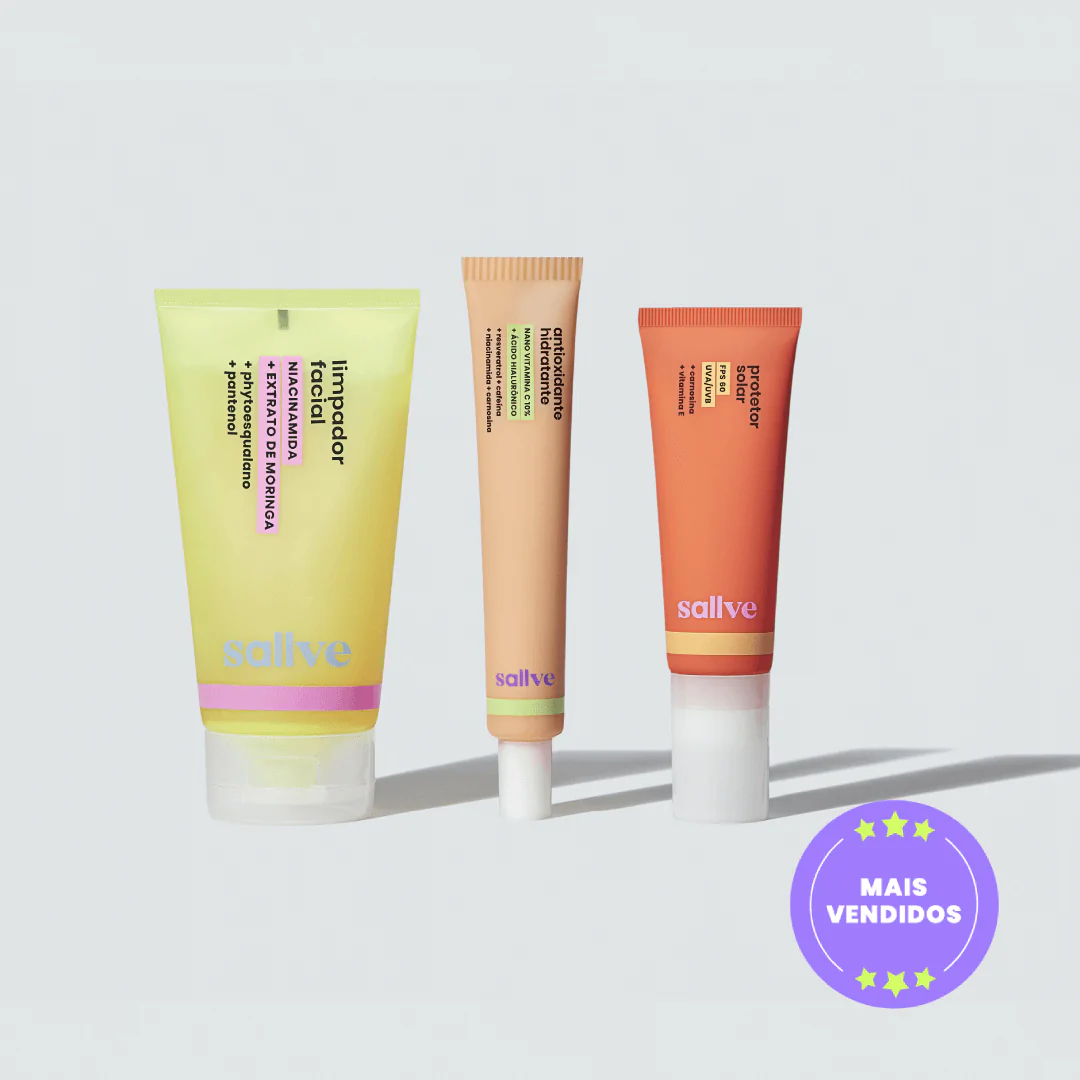 limpador
facial
NIACINAMIDA
+ EXTRATO DE MORINGA
+ phytoesqualano
+ pantenol
sallve
antioxidante
hidratante
NANO VITAMINA C 10%
+ ÁCIDO HIALURÔNICO
+ resveratrol + cafeína
+ niacinamida + carnosina
sallve
protetor
solar
FPS 60
UVA/UVB
+ carnosina
+ vitamina E
sallve
MAIS
VENDIDOS